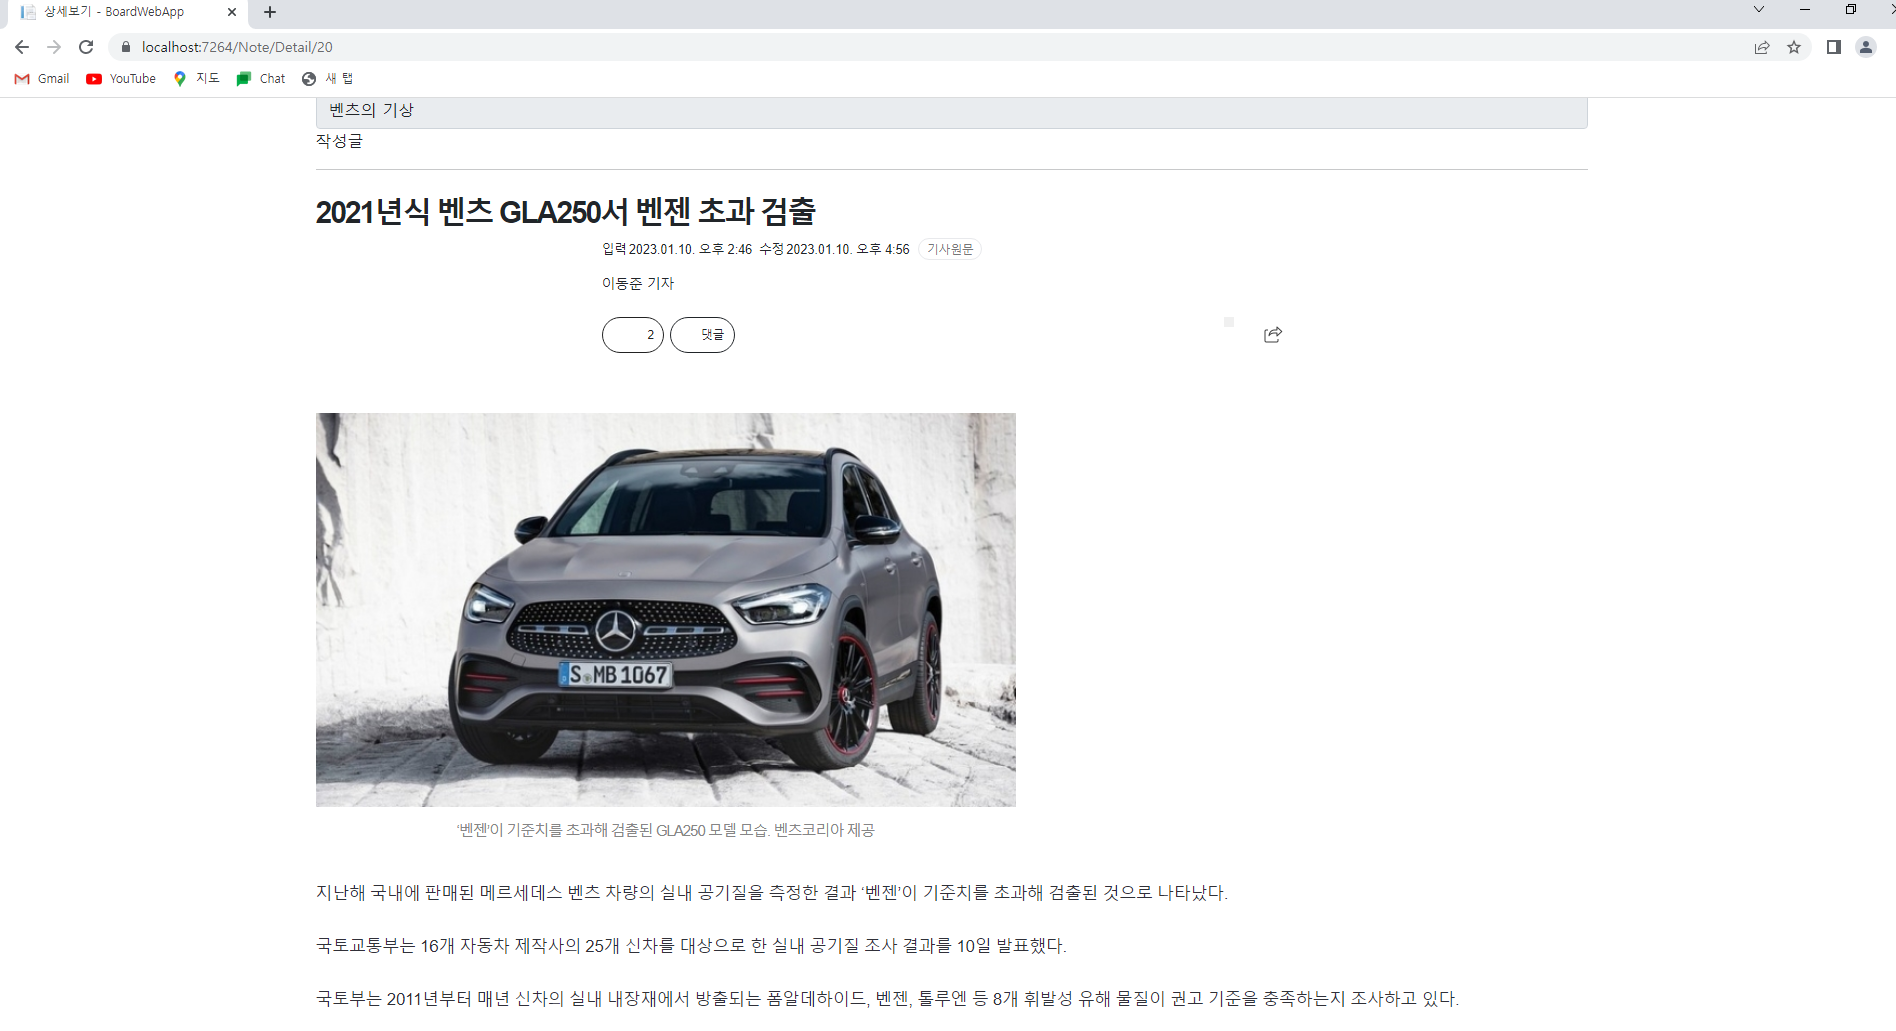 상세보기 - BoardWebApp
localhost:7264/Note/Detail/20
Gmail YouTube 지도 Chat 새 탭
벤츠의 기상
작성글
2021년식 벤츠 GLA250서 벤젠 초과 검출
입력2023.01.10. 오후 2:46 수정2023.01.10. 오후 4:56 기사원문
이동준 기자
2 댓글
S MB 1067
‘벤젠’이 기준치를 초과해 검출된 GLA250 모델 모습. 벤츠코리아 제공
지난해 국내에 판매된 메르세데스 벤츠 차량의 실내 공기질을 측정한 결과 ‘벤젠’이 기준치를 초과해 검출된 것으로 나타났다.
국토교통부는 16개 자동차 제작사의 25개 신차를 대상으로 한 실내 공기질 조사 결과를 10일 발표했다.
국토부는 2011년부터 매년 신차의 실내 내장재에서 방출되는 폼알데하이드, 벤젠, 톨루엔 등 8개 휘발성 유해 물질이 권고 기준을 충족하는지 조사하고 있다.